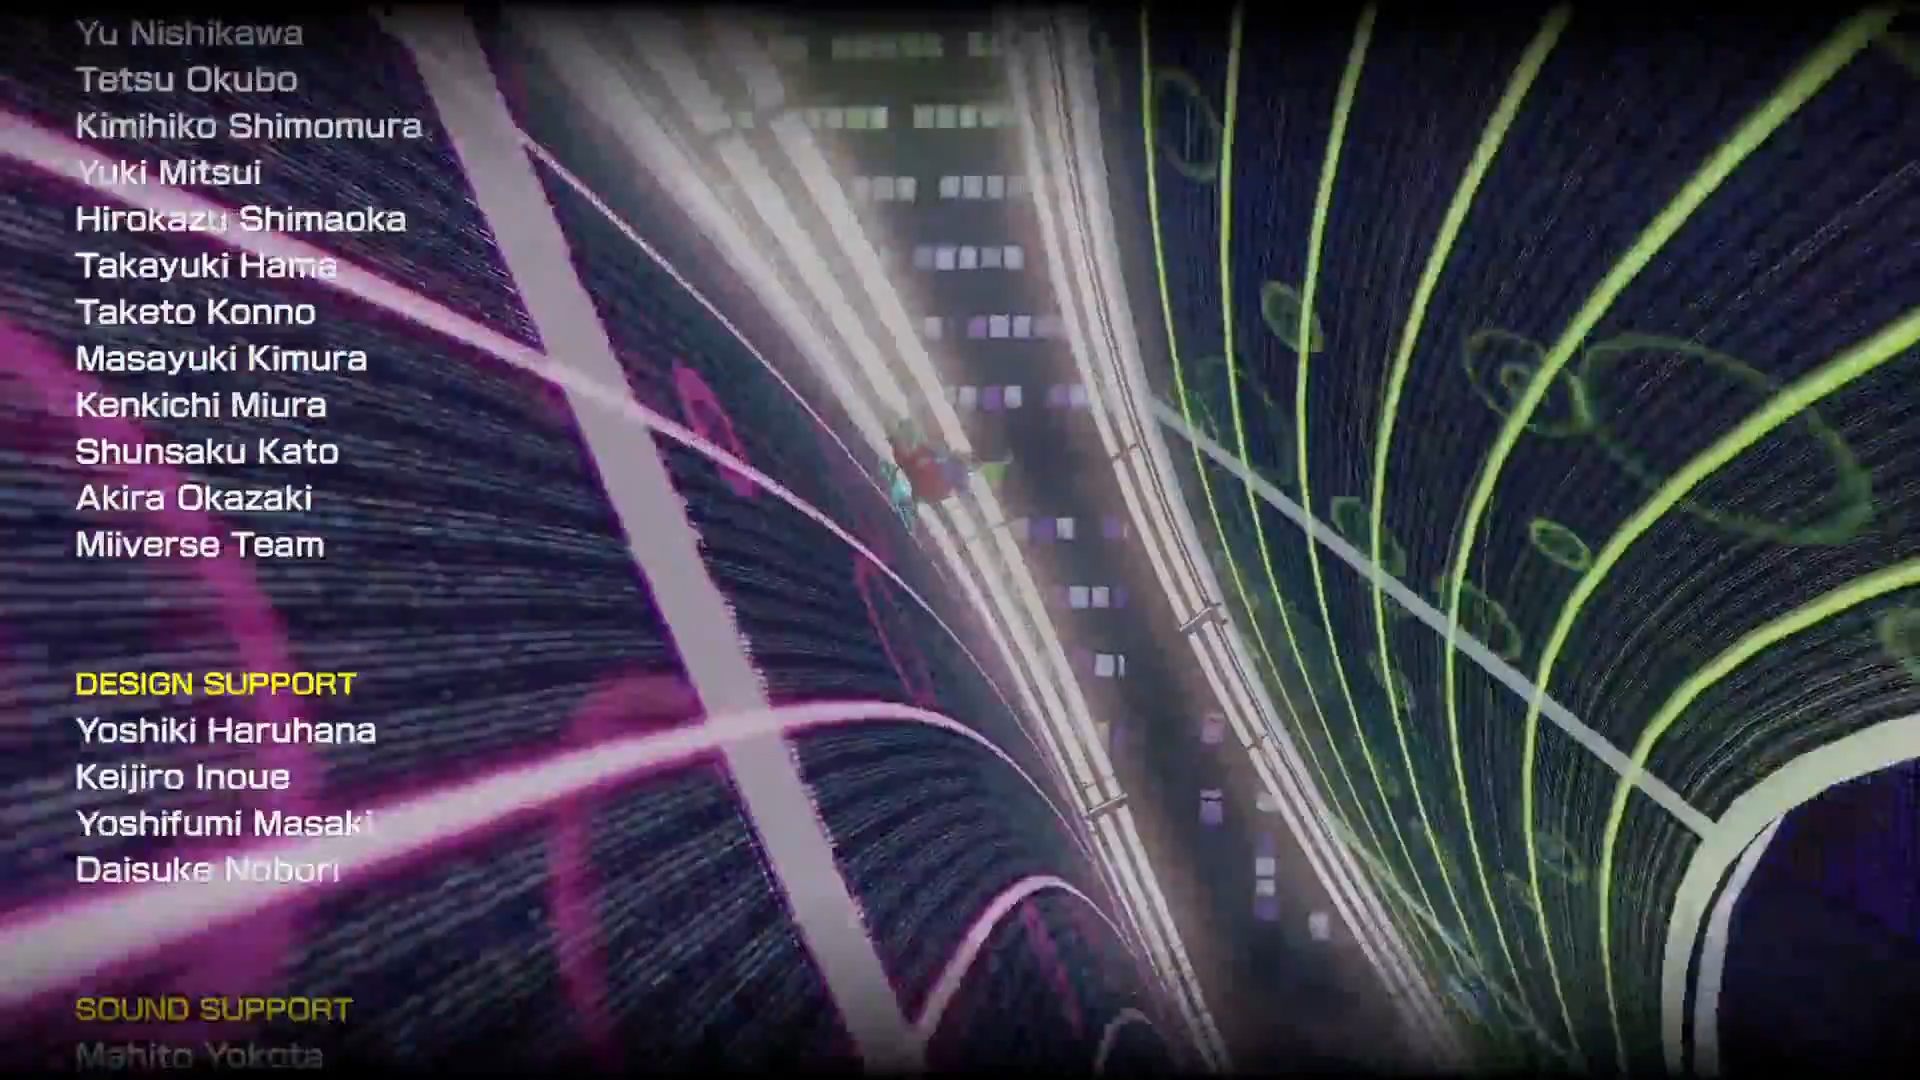 Yu Nishikawa
Tetsu Okubo
Kimihiko Shimomura
Yuki Mitsui
Hirokazu Shimaoka
Takayuki Hama
Taketo Konno
Masayuki Kimura
Kenkichi Miura
Shunsaku Kato
Akira Okazaki
Miiverse Team
DESIGN SUPPORT
Yoshiki Haruhana
Keijiro Inoue
Yoshifumi Masaki
Daisuke Nobori
SOUND SUPPORT
Mahito Yokota